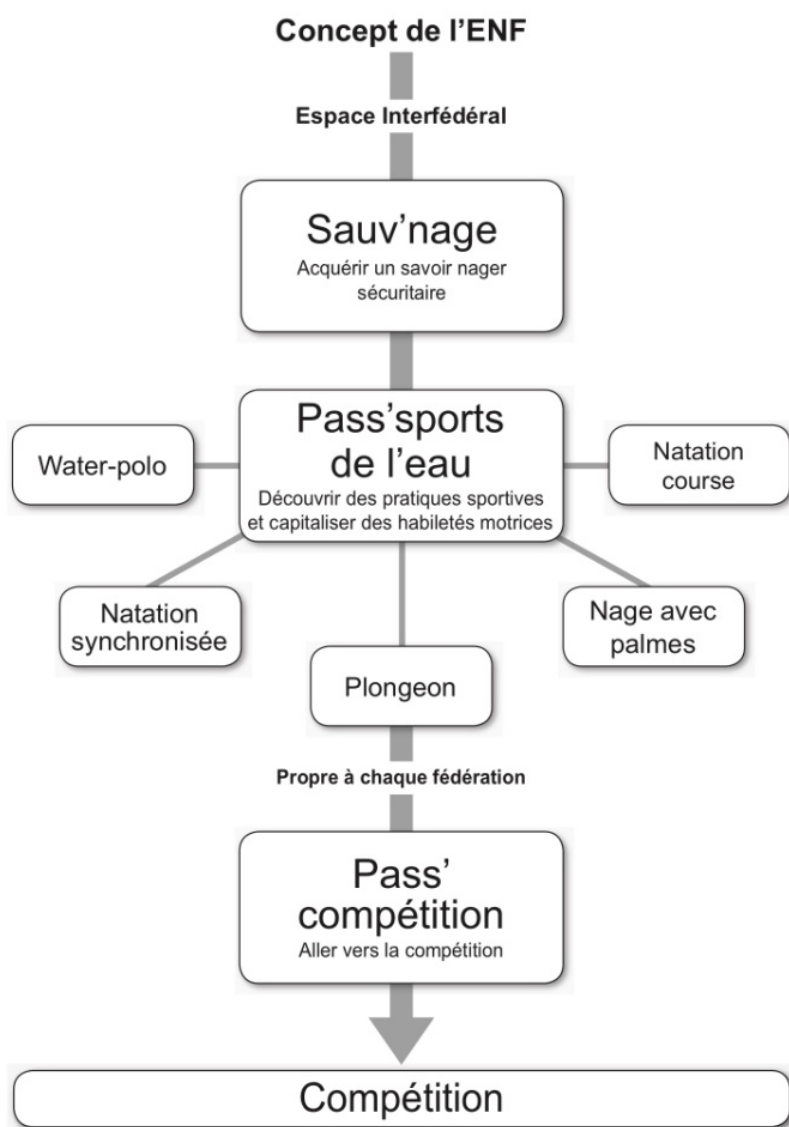 Concept de l’ENF
Espace Interfédéral
Sauv’nage
Acquérir un savoir nager
sécuritaire
Pass’sports
de l’eau
Découvrir des pratiques sportives
et capitaliser des habiletés motrices
Water-polo
Natation
course
Natation
synchronisée
Nage avec
palmes
Plongeon
Propre à chaque fédération
Pass’
compétition
Aller vers la compétition
Compétition